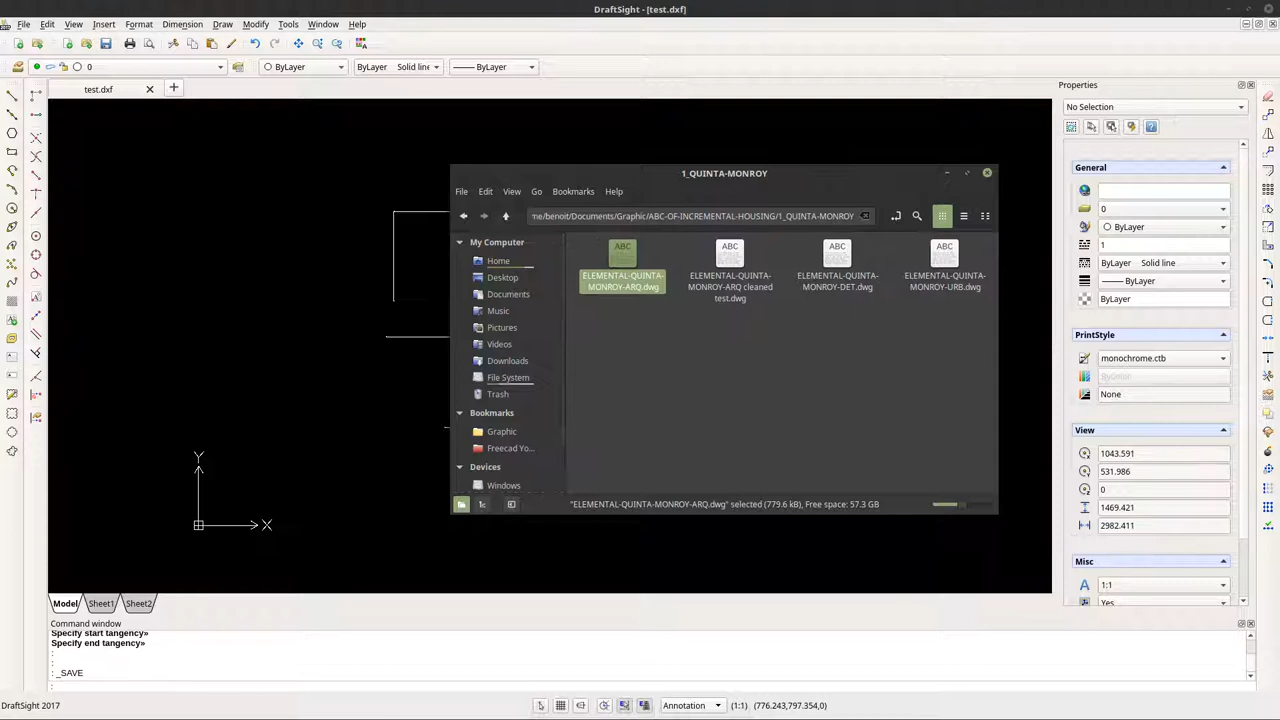 DraftSight - [test.dxf]
File Edit View Insert Format Dimension Draw Modify Tools Window Help
0 ByLayer ByLayer Solid line ByLayer
test.dxf
Properties
No Selection
General
0
ByLayer
1
ByLayer Solid line
ByLayer
ByLayer
PrintStyle
monochrome.ctb
ByColor
None
View
1043.591
531.986
0
1469.421
2982.411
Misc
1:1
Yes
1_QUINTA-MONROY
File Edit View Go Bookmarks Help
me/benoit/Documents/Graphic/ABC-OF-INCREMENTAL-HOUSING/1_QUINTA-MONROY
My Computer
Home
Desktop
Documents
Music
Pictures
Videos
Downloads
File System
Trash
Bookmarks
Graphic
Freecad Yo...
Devices
Windows
ABC ABC ABC ABC
ELEMENTAL-QUINTA-
MONROY-ARQ.dwg
ELEMENTAL-QUINTA-
MONROY-ARQ cleaned
test.dwg
ELEMENTAL-QUINTA-
MONROY-DET.dwg
ELEMENTAL-QUINTA-
MONROY-URB.dwg
"ELEMENTAL-QUINTA-MONROY-ARQ.dwg" selected (779.6 kB), Free space: 57.3 GB
Y
X
Model Sheet1 Sheet2
Command window
Specify start tangency»
Specify end tangency»
:
:
: _SAVE
:
DraftSight 2017
Annotation (1:1) (776.243,797.354,0)